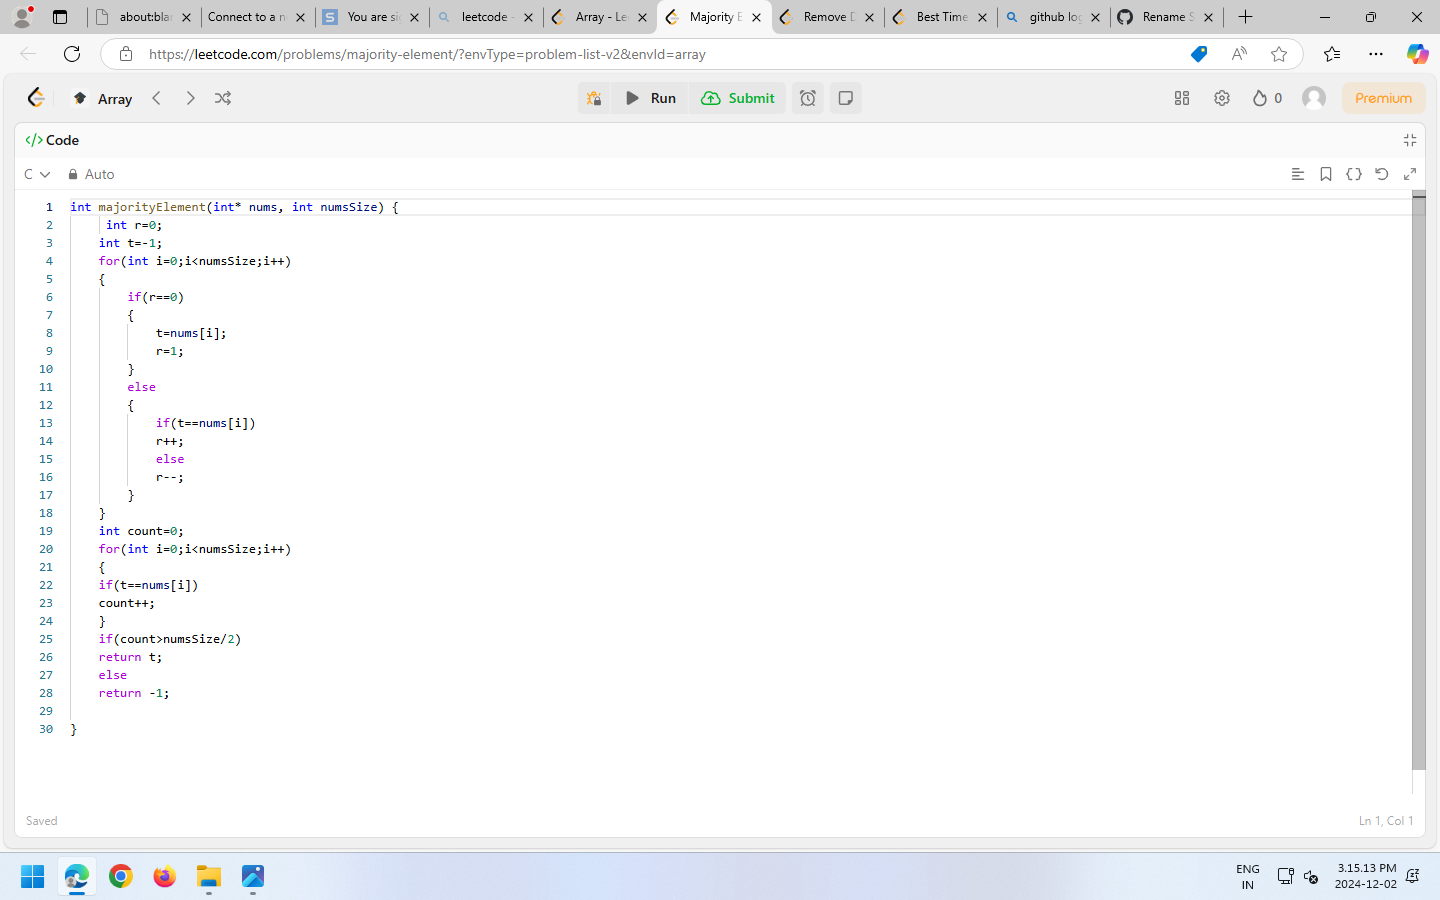 about:blar
Connect to a n
You are sig
leetcode -
Array - Le
Majority E
Remove D
Best Time
github log
Rename S
https://leetcode.com/problems/majority-element/?envType=problem-list-v2&envId=array
Array
Run
Submit
0
Premium
</> Code
C
Auto
1 int majorityElement(int* nums, int numsSize) {
2 int r=0;
3 int t=-1;
4 for(int i=0;i<numsSize;i++)
5 {
6 if(r==0)
7 {
8 t=nums[i];
9 r=1;
10 }
11 else
12 {
13 if(t==nums[i])
14 r++;
15 else
16 r--;
17 }
18 }
19 int count=0;
20 for(int i=0;i<numsSize;i++)
21 {
22 if(t==nums[i])
23 count++;
24 }
25 if(count>numsSize/2)
26 return t;
27 else
28 return -1;
29
30 }
Saved
Ln 1, Col 1
ENG
IN
3.15.13 PM
2024-12-02